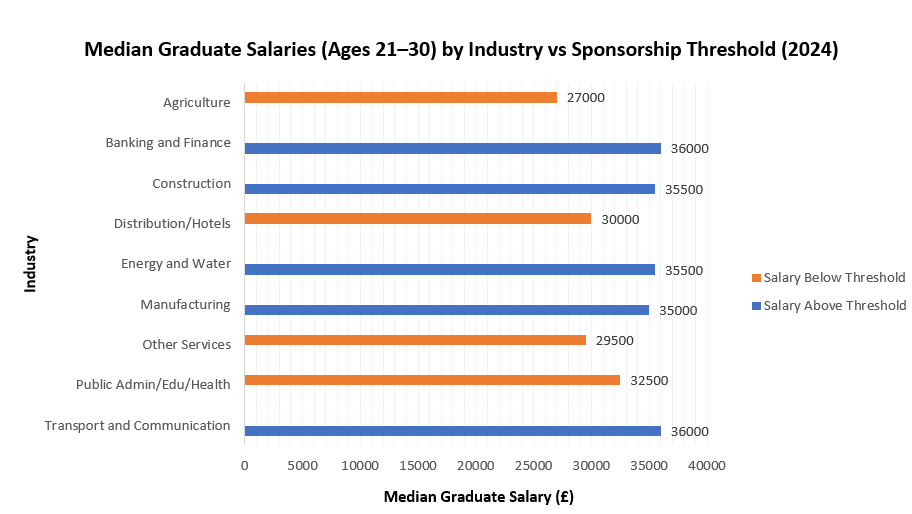 Median Graduate Salaries (Ages 21–30) by Industry vs Sponsorship Threshold (2024)
Industry
Agriculture 27000
Banking and Finance 36000
Construction 35500
Distribution/Hotels 30000
Energy and Water 35500
Manufacturing 35000
Other Services 29500
Public Admin/Edu/Health 32500
Transport and Communication 36000
0 5000 10000 15000 20000 25000 30000 35000 40000
Median Graduate Salary (£)
Salary Below Threshold
Salary Above Threshold